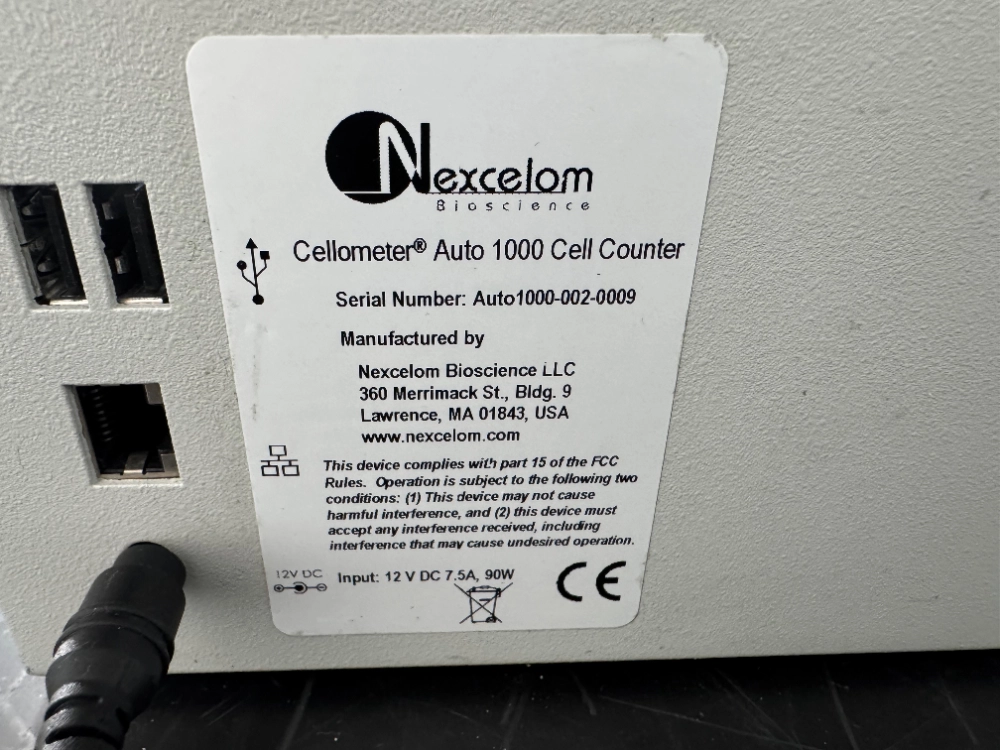 Nexcelom
Bioscience
Cellometer® Auto 1000 Cell Counter
Serial Number: Auto1000-002-0009
Manufactured by
Nexcelom Bioscience LLC
360 Merrimack St., Bldg. 9
Lawrence, MA 01843, USA
www.nexcelom.com
This device complies with part 15 of the FCC
Rules. Operation is subject to the following two
conditions: (1) This device may not cause
harmful interference, and (2) this device must
accept any interference received, including
interference that may cause undesired operation.
12V DC
Input: 12 V DC 7.5A, 90W
CE